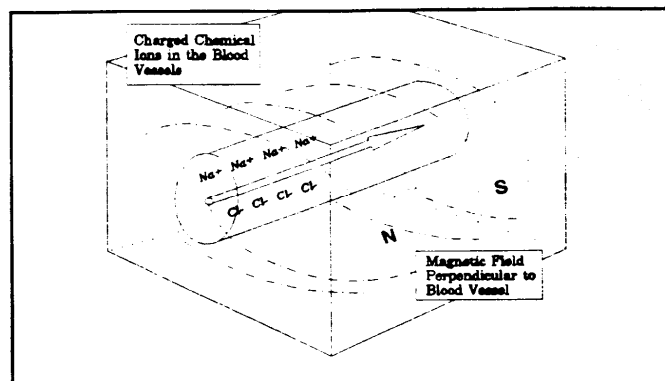 Charged Chemical
Ions in the Blood
Vessels
Na+ Na+ Na+ Na+
Cl- Cl- Cl- Cl-
S
N
Magnetic Field
Perpendicular to
Blood Vessel